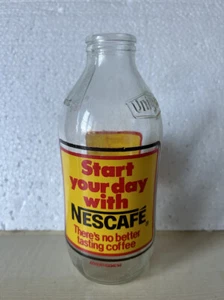 Start
your day
with
NESCAFÉ
There's no better
tasting coffee